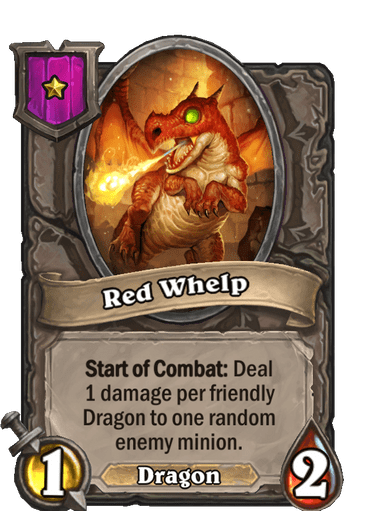 Red Whelp
Start of Combat: Deal
1 damage per friendly
Dragon to one random
enemy minion.
1
Dragon
2